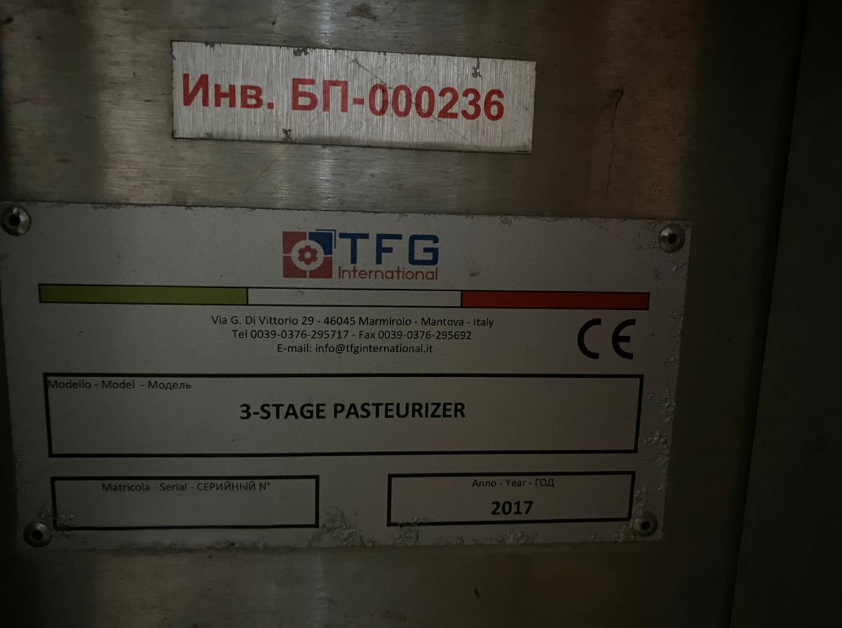 Инв. БП-000236
TFG
International
Via G. Di Vittorio 29 - 46045 Marmirolo - Mantova - Italy
Tel 0039-0376-295717 - Fax 0039-0376-295692
E-mail: info@tfginternational.it
CE
Modello - Model - Модель
3-STAGE PASTEURIZER
Matricola - Serial - СЕРИЙНЫЙ N°
Anno - Year - ГОД
2017